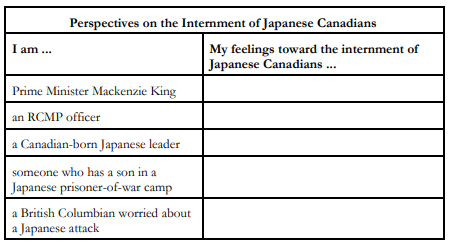 Perspectives on the Internment of Japanese Canadians
I am ...
My feelings toward the internment of
Japanese Canadians ...
Prime Minister Mackenzie King
an RCMP officer
a Canadian-born Japanese leader
someone who has a son in a
Japanese prisoner-of-war camp
a British Columbian worried about
a Japanese attack